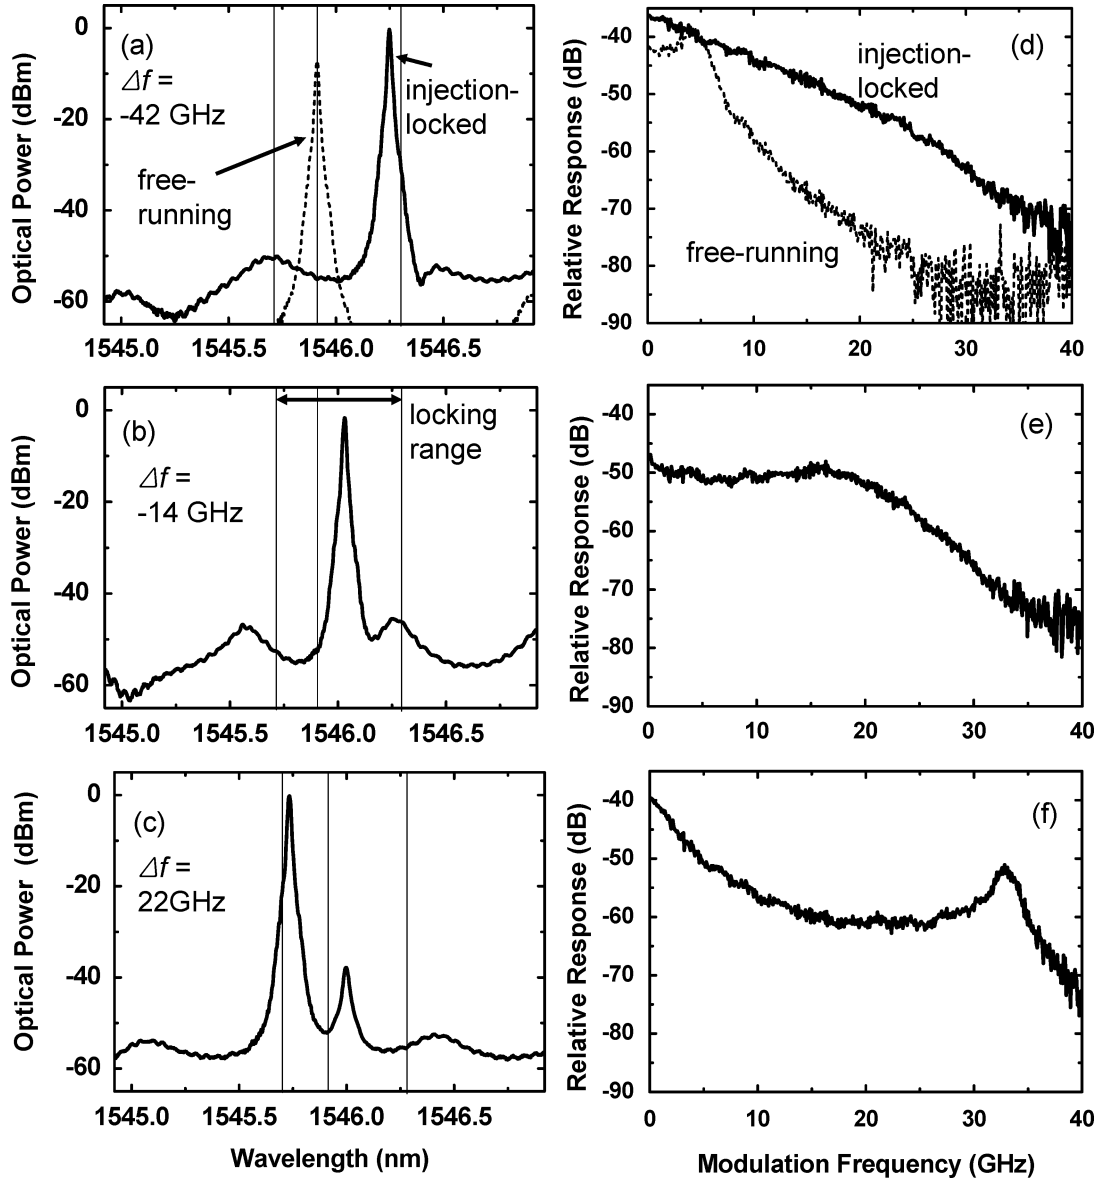 (a)
Δf =
-42 GHz
injection-
locked
free-
running
Optical Power (dBm)
0
-20
-40
-60
1545.0 1545.5 1546.0 1546.5
(d)
injection-
locked
free-running
Relative Response (dB)
-40
-50
-60
-70
-80
-90
0 10 20 30 40
(b)
Δf =
-14 GHz
locking
range
Optical Power (dBm)
0
-20
-40
-60
1545.0 1545.5 1546.0 1546.5
(e)
Relative Response (dB)
-40
-50
-60
-70
-80
-90
0 10 20 30 40
(c)
Δf =
22GHz
Optical Power (dBm)
0
-20
-40
-60
1545.0 1545.5 1546.0 1546.5
Wavelength (nm)
(f)
Relative Response (dB)
-40
-50
-60
-70
-80
-90
0 10 20 30 40
Modulation Frequency (GHz)